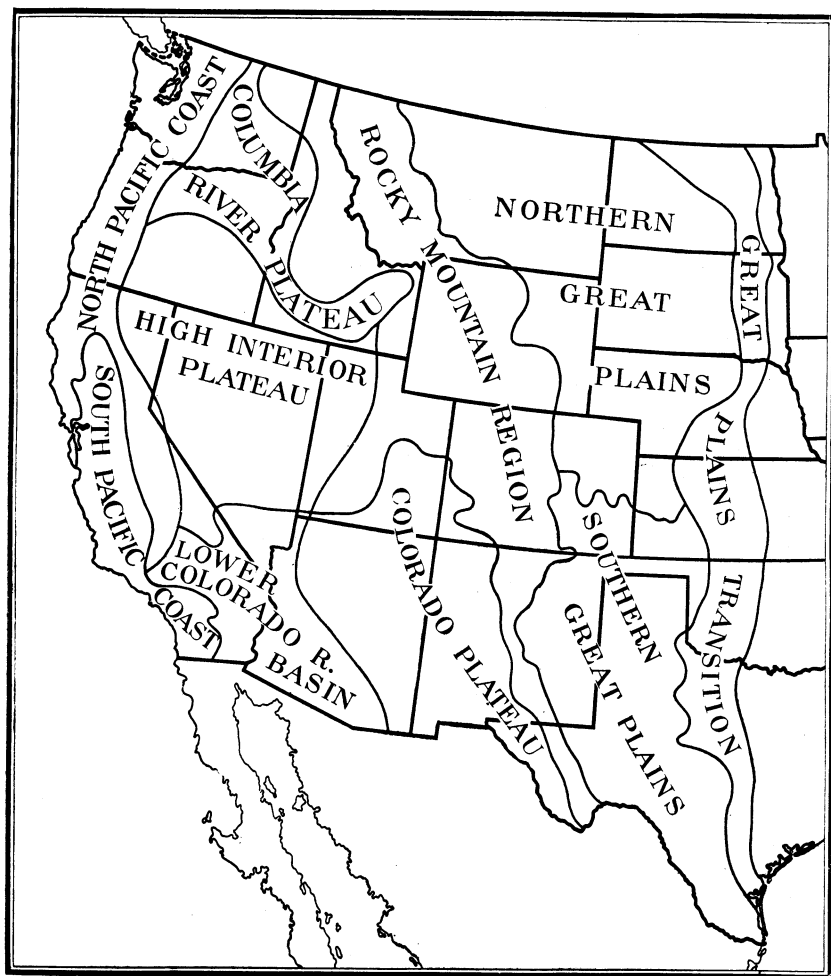 NORTH PACIFIC COAST
COLUMBIA
RIVER PLATEAU
ROCKY MOUNTAIN REGION
NORTHERN
GREAT
PLAINS
GREAT
PLAINS
TRANSITION
HIGH INTERIOR
PLATEAU
SOUTH PACIFIC
COAST
LOWER
COLORADO R.
BASIN
COLORADO PLATEAU
SOUTHERN
GREAT PLAINS